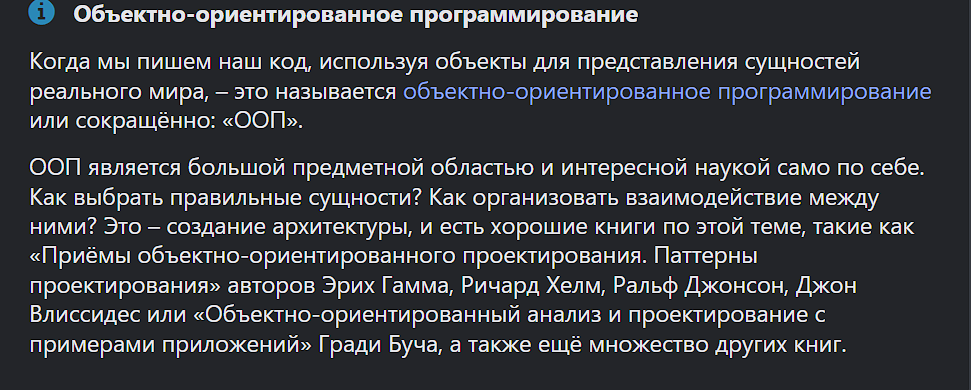 Объектно-ориентированное программирование
Когда мы пишем наш код, используя объекты для представления сущностей
реального мира, – это называется объектно-ориентированное программирование
или сокращённо: «ООП».
ООП является большой предметной областью и интересной наукой само по себе.
Как выбрать правильные сущности? Как организовать взаимодействие между
ними? Это – создание архитектуры, и есть хорошие книги по этой теме, такие как
«Приёмы объектно-ориентированного проектирования. Паттерны
проектирования» авторов Эрих Гамма, Ричард Хелм, Ральф Джонсон, Джон
Влиссидес или «Объектно-ориентированный анализ и проектирование с
примерами приложений» Гради Буча, а также ещё множество других книг.